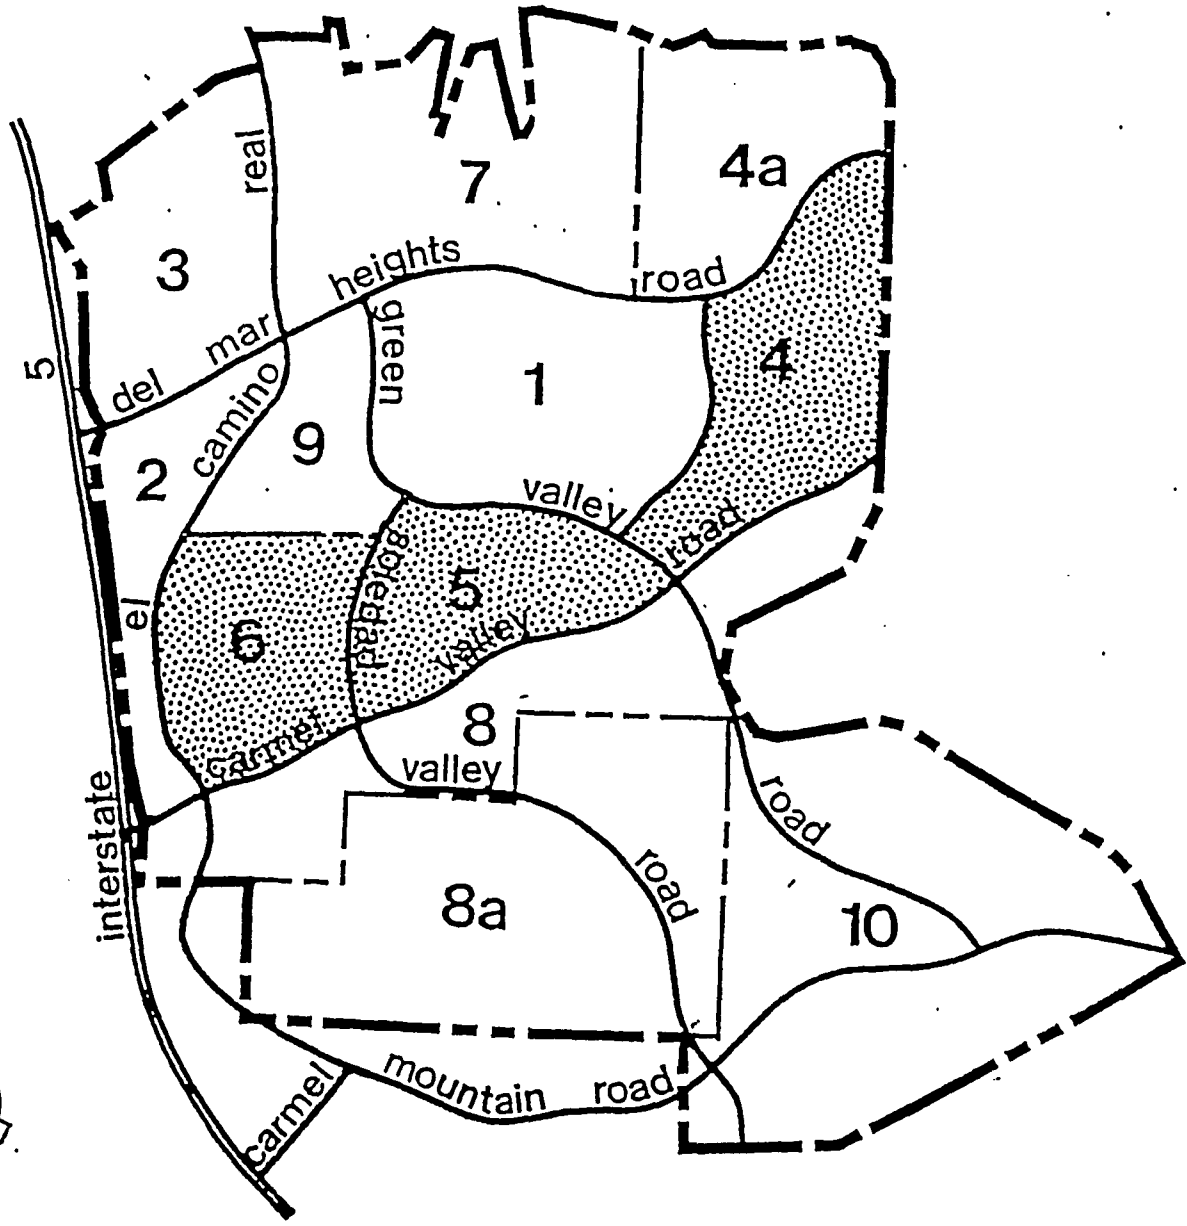 real
7
4a
3
heights
road
mar
green
5
del
camino
1
4
9
2
valley
road
soledad
5
el
6
valley
carmel
8
valley
interstate
road
road
8a
10
mountain
road
carmel